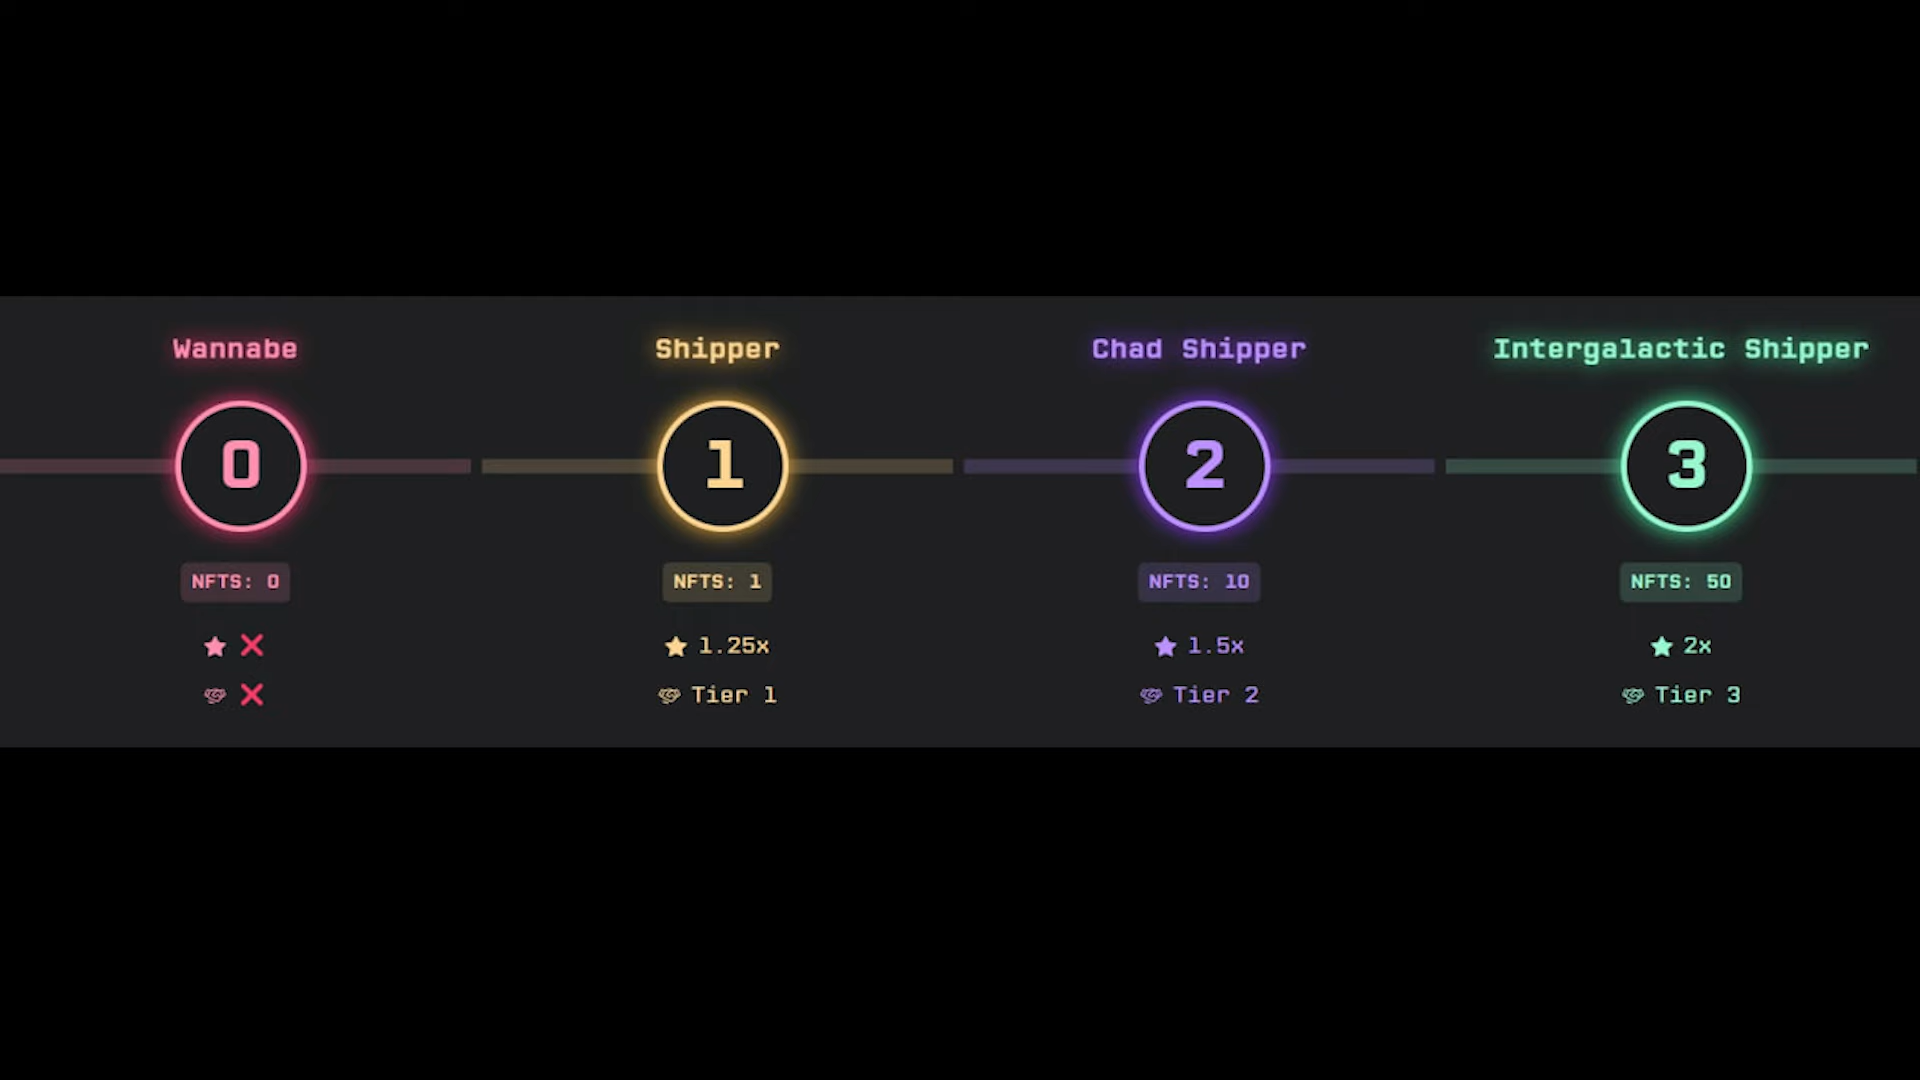 Wannabe
0
NFTS: 0
Shipper
1
NFTS: 1
1.25x
Tier 1
Chad Shipper
2
NFTS: 10
1.5x
Tier 2
Intergalactic Shipper
3
NFTS: 50
2x
Tier 3